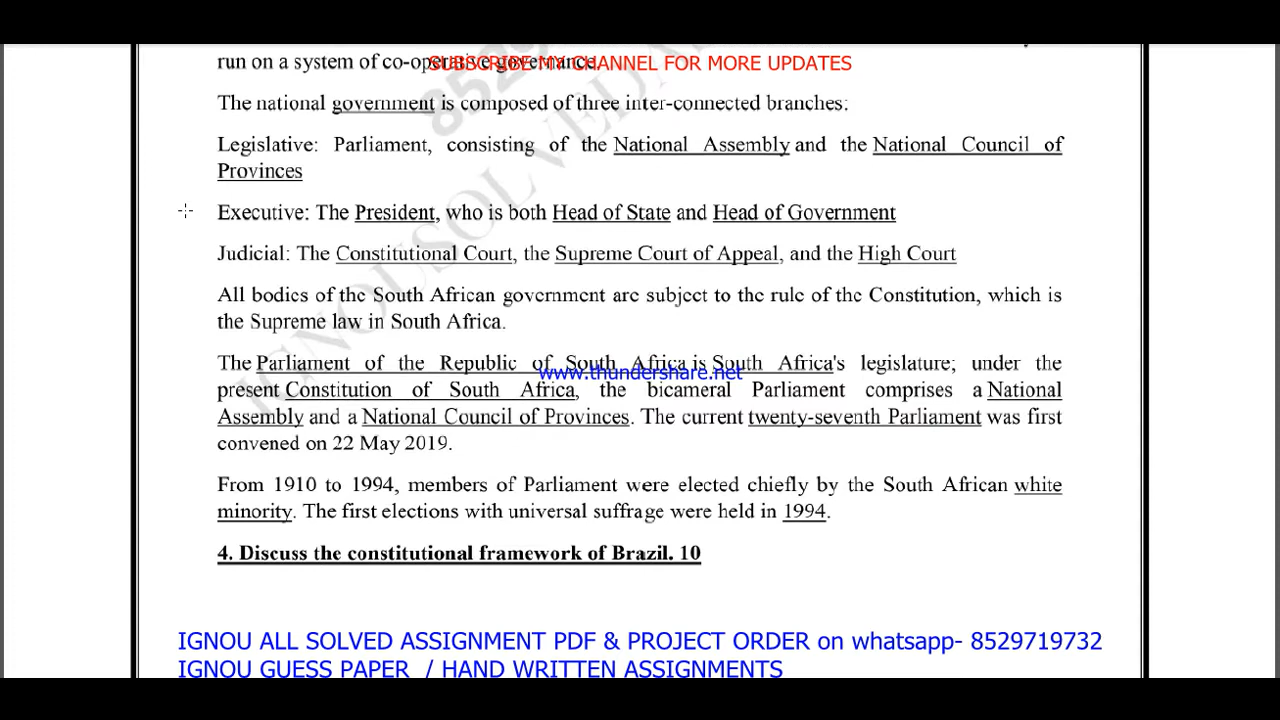 run on a system of co-operative governance.
SUBSCRIBE MY CHANNEL FOR MORE UPDATES
The national government is composed of three inter-connected branches:
Legislative: Parliament, consisting of the National Assembly and the National Council of
Provinces
Executive: The President, who is both Head of State and Head of Government
Judicial: The Constitutional Court, the Supreme Court of Appeal, and the High Court
All bodies of the South African government are subject to the rule of the Constitution, which is
the Supreme law in South Africa.
The Parliament of the Republic of South Africa is South Africa's legislature; under the
www.thundershare.net
present Constitution of South Africa, the bicameral Parliament comprises a National
Assembly and a National Council of Provinces. The current twenty-seventh Parliament was first
convened on 22 May 2019.
From 1910 to 1994, members of Parliament were elected chiefly by the South African white
minority. The first elections with universal suffrage were held in 1994.
4. Discuss the constitutional framework of Brazil. 10
IGNOU ALL SOLVED ASSIGNMENT PDF & PROJECT ORDER on whatsapp- 8529719732
IGNOU GUESS PAPER / HAND WRITTEN ASSIGNMENTS